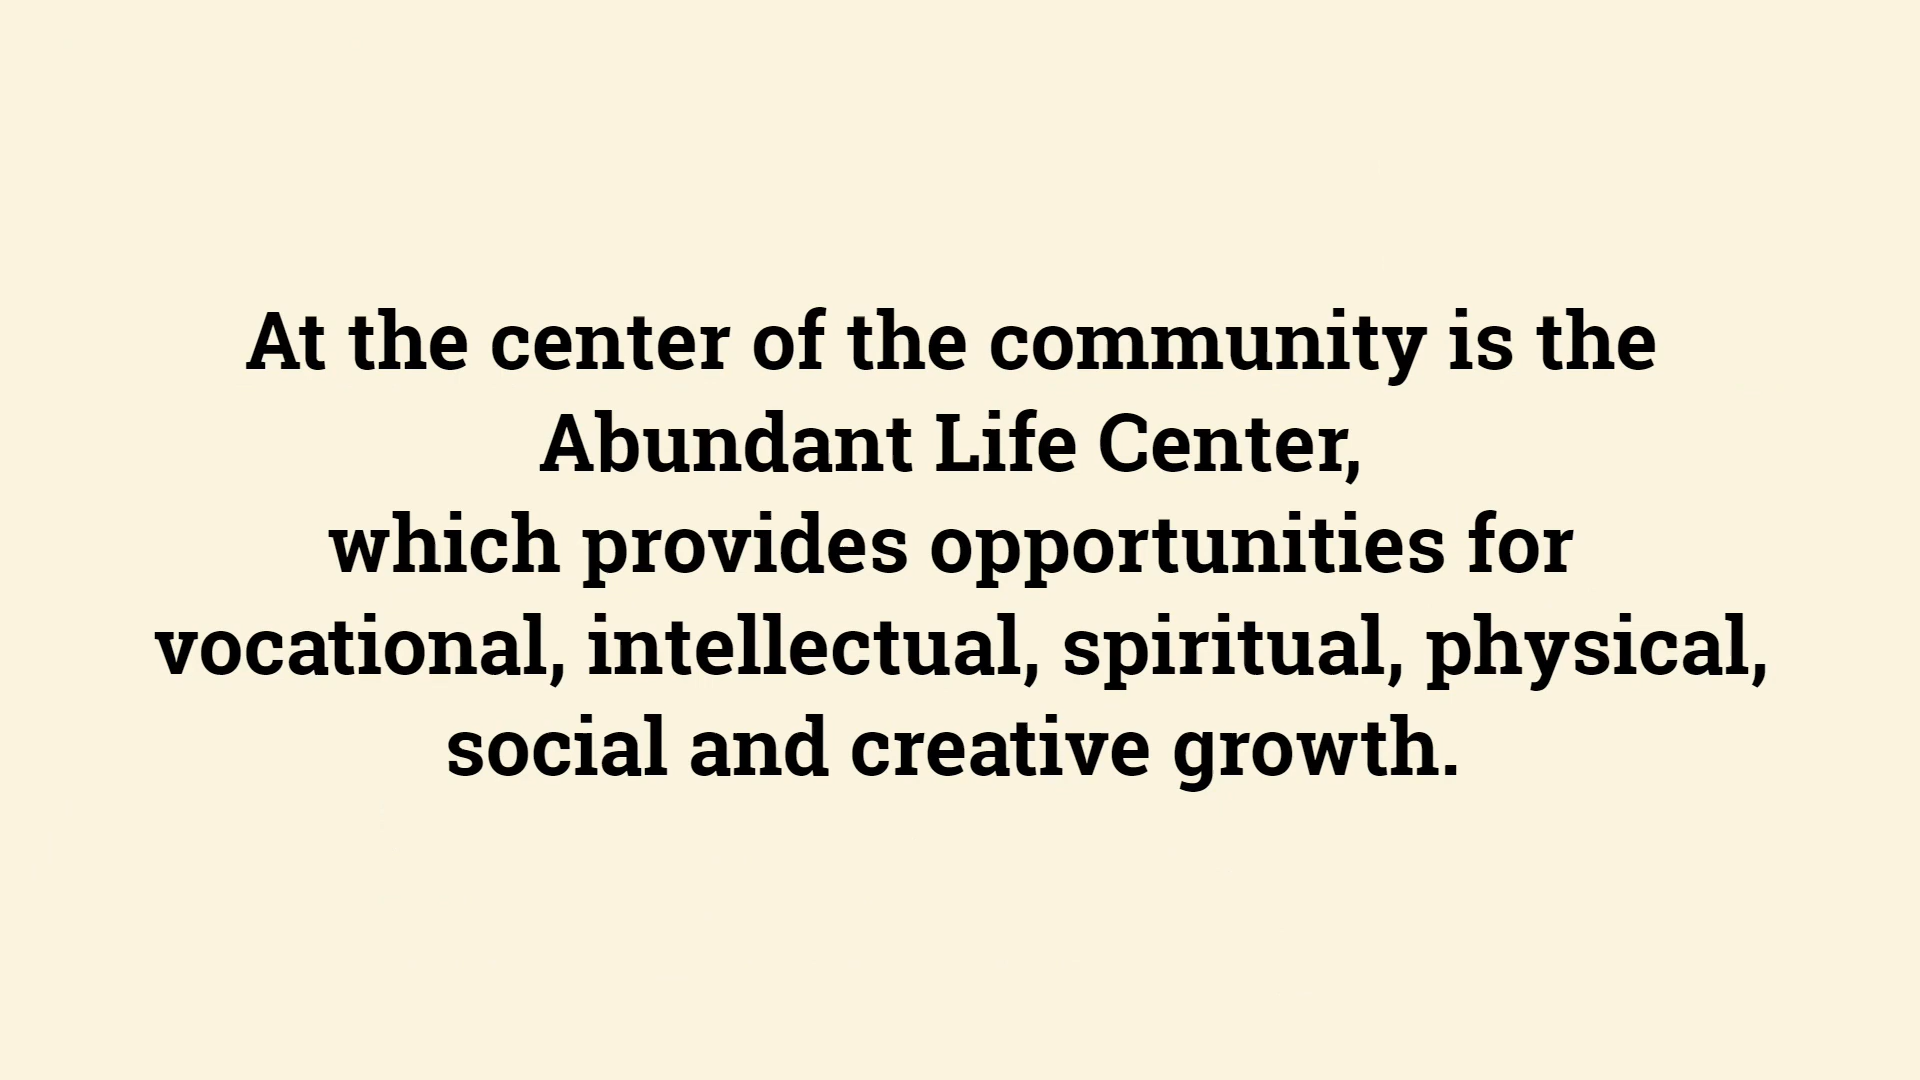 At the center of the community is the
Abundant Life Center,
which provides opportunities for
vocational, intellectual, spiritual, physical,
social and creative growth.